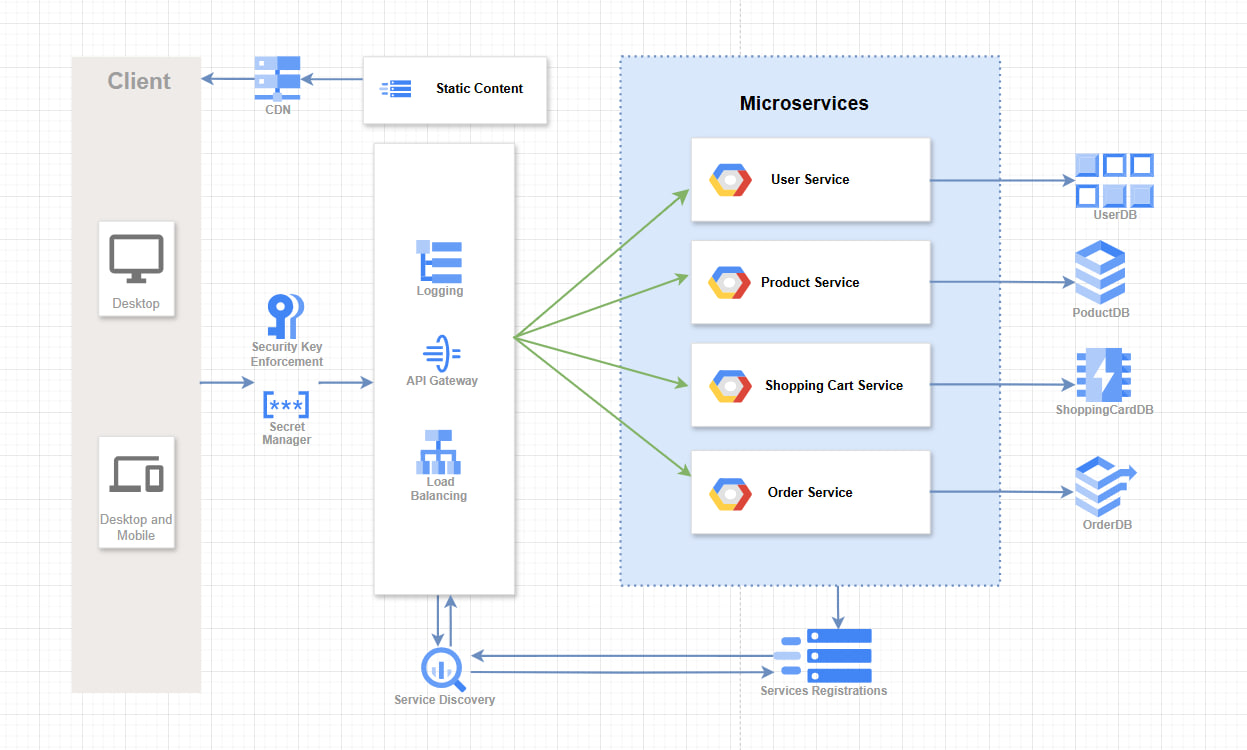 Client
CDN
Static Content
Microservices
User Service
UserDB
Desktop
Logging
Product Service
PoductDB
Security Key
Enforcement
API Gateway
Shopping Cart Service
ShoppingCardDB
***
Secret
Manager
Load
Balancing
Order Service
OrderDB
Desktop and
Mobile
Service Discovery
Services Registrations